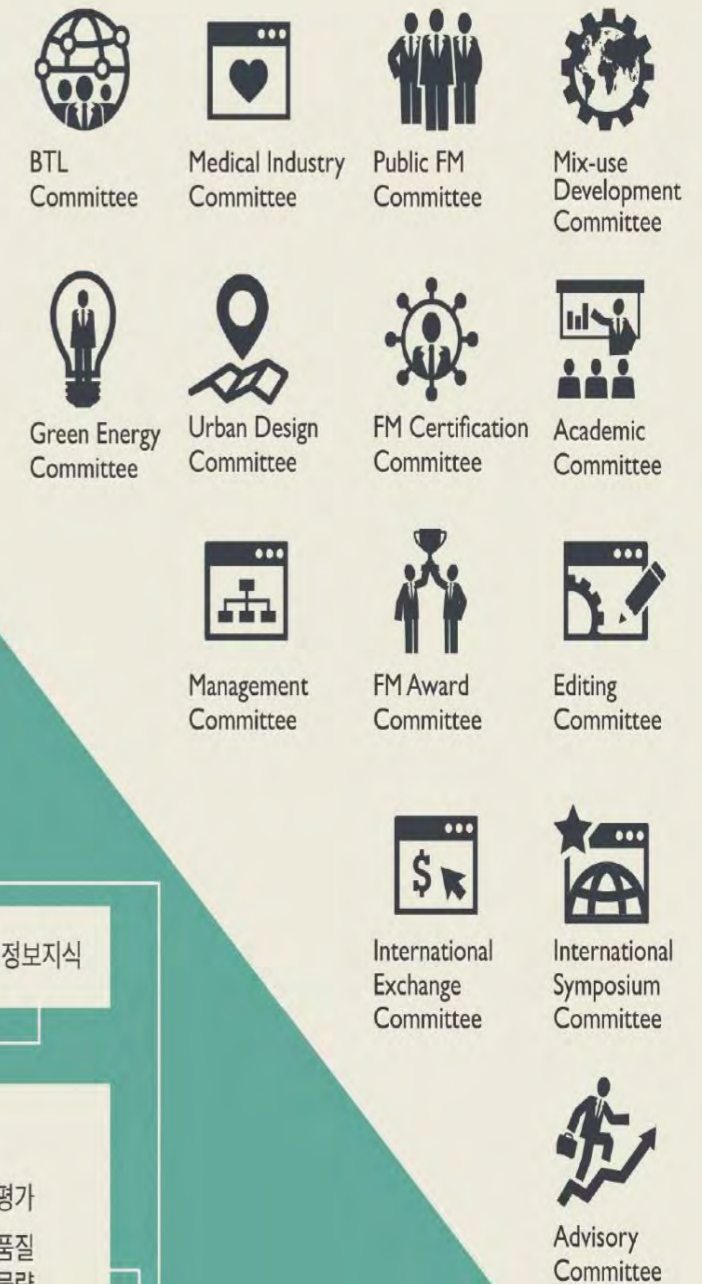 BTL
Committee
Medical Industry
Committee
Public FM
Committee
Mix-use
Development
Committee
Green Energy
Committee
Urban Design
Committee
FM Certification
Committee
Academic
Committee
Management
Committee
FM Award
Committee
Editing
Committee
$
International
Exchange
Committee
International
Symposium
Committee
Advisory
Committee
정보지식
평가
품질